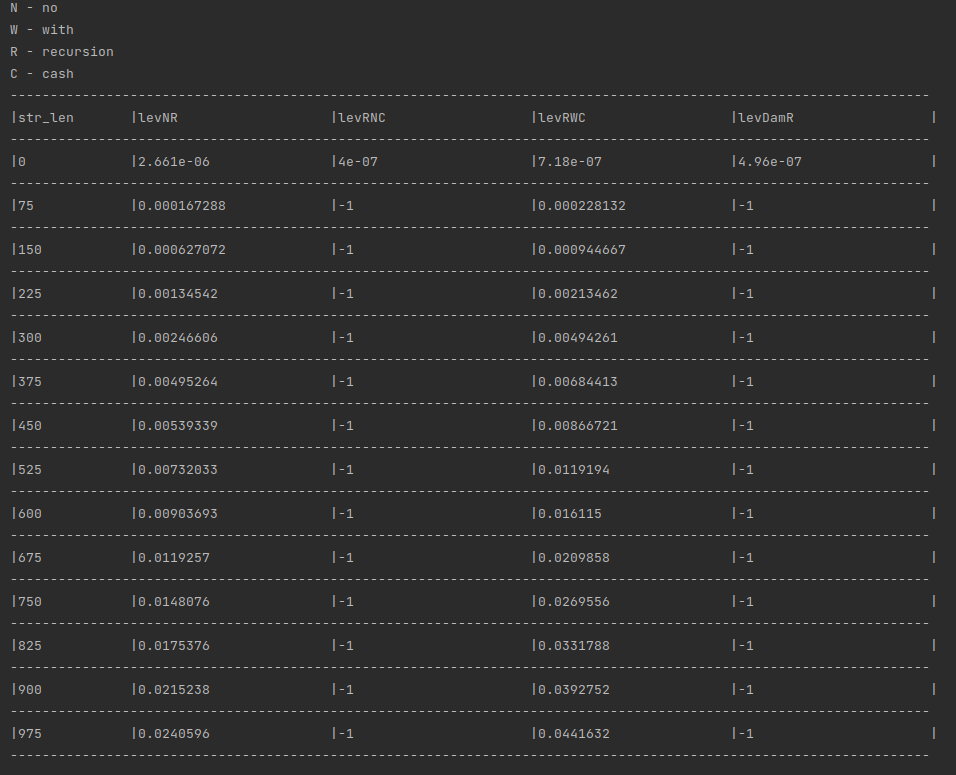 N - no
W - with
R - recursion
C - cash
|str_len |levNR |levRNC |levRWC |levDamR |
|0 |2.661e-06 |4e-07 |7.18e-07 |4.96e-07 |
|75 |0.000167288 |-1 |0.000228132 |-1 |
|150 |0.000627072 |-1 |0.000944667 |-1 |
|225 |0.00134542 |-1 |0.00213462 |-1 |
|300 |0.00246606 |-1 |0.00494261 |-1 |
|375 |0.00495264 |-1 |0.00684413 |-1 |
|450 |0.00539339 |-1 |0.00866721 |-1 |
|525 |0.00732033 |-1 |0.0119194 |-1 |
|600 |0.00903693 |-1 |0.016115 |-1 |
|675 |0.0119257 |-1 |0.0209858 |-1 |
|750 |0.0148076 |-1 |0.0269556 |-1 |
|825 |0.0175376 |-1 |0.0331788 |-1 |
|900 |0.0215238 |-1 |0.0392752 |-1 |
|975 |0.0240596 |-1 |0.0441632 |-1 |